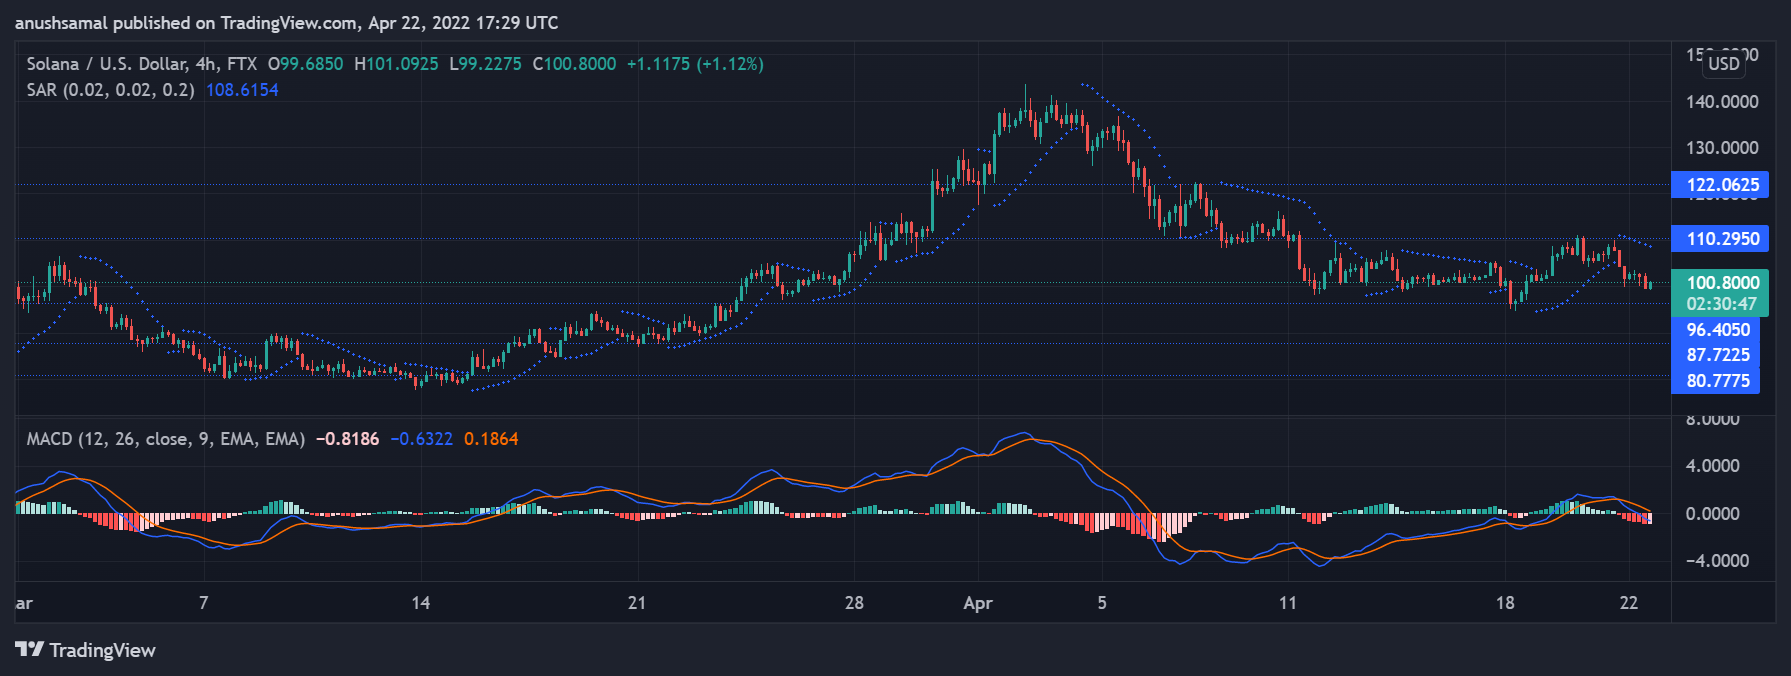 anushsamal published on TradingView.com, Apr 22, 2022 17:29 UTC
Solana / U.S. Dollar, 4h, FTX O99.6850 H101.0925 L99.2275 C100.8000 +1.1175 (+1.12%)
SAR (0.02, 0.02, 0.2) 108.6154
USD
140.0000
130.0000
122.0625
110.2950
100.8000
02:30:47
96.4050
87.7225
80.7775
MACD (12, 26, close, 9, EMA, EMA) −0.8186 −0.6322 0.1864
8.0000
4.0000
0.0000
−4.0000
ar 7 14 21 28 Apr 5 11 18 22
TradingView